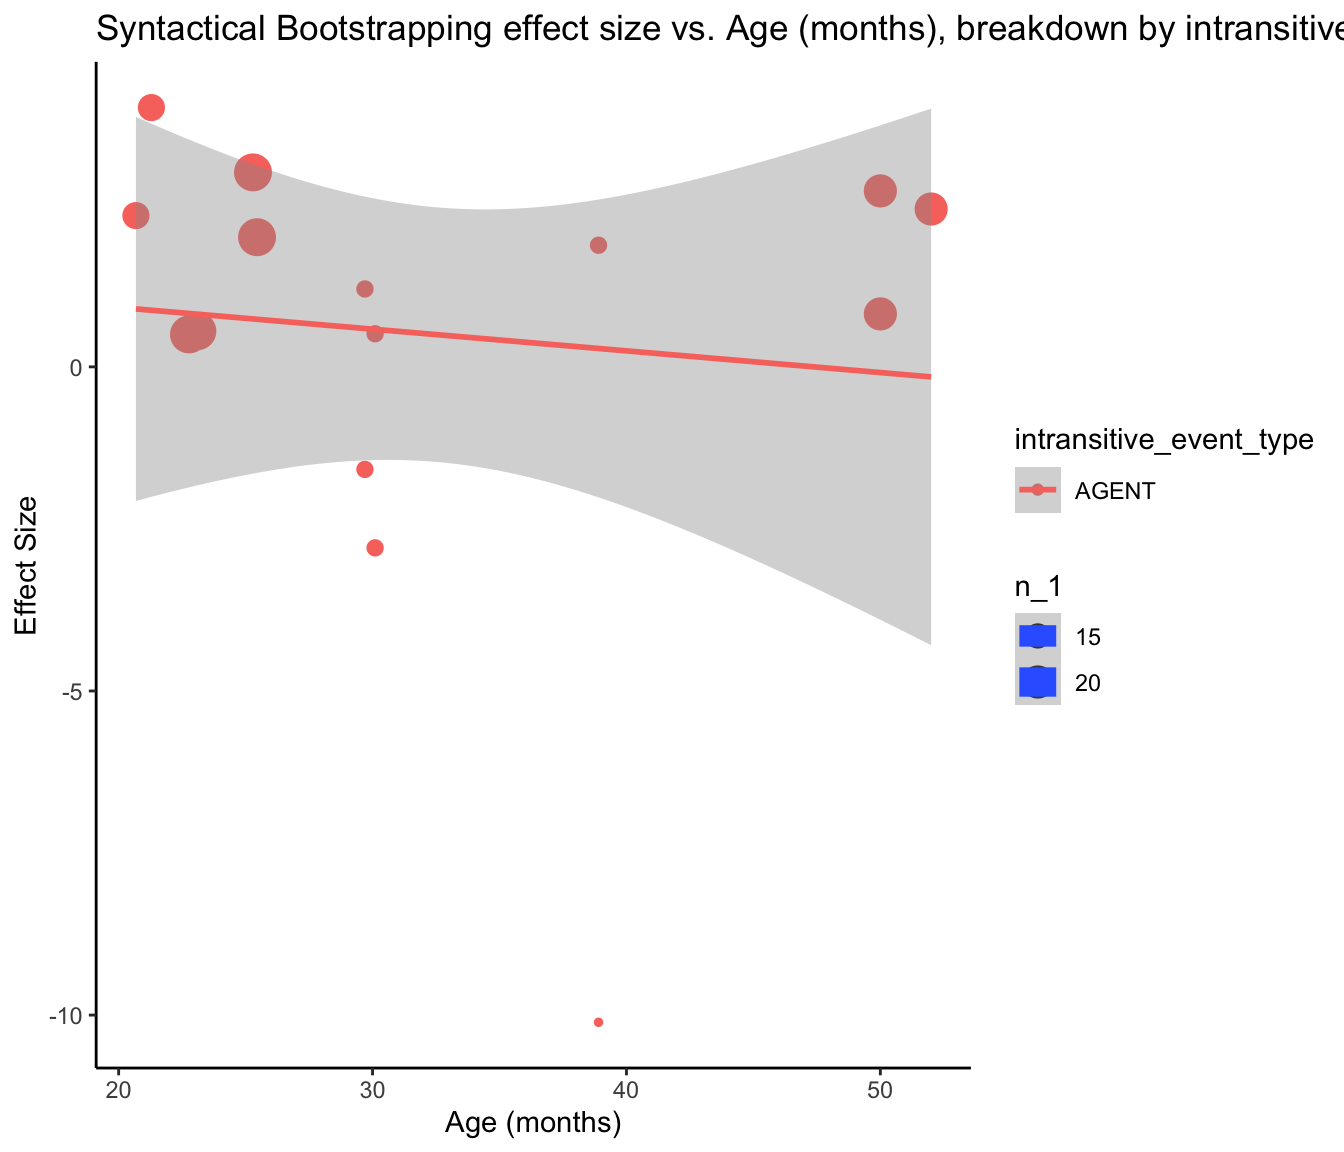 Syntactical Bootstrapping effect size vs. Age (months), breakdown by intransitive
0
-5
-10
Effect Size
20 30 40 50
Age (months)
intransitive_event_type
AGENT
n_1
15
20